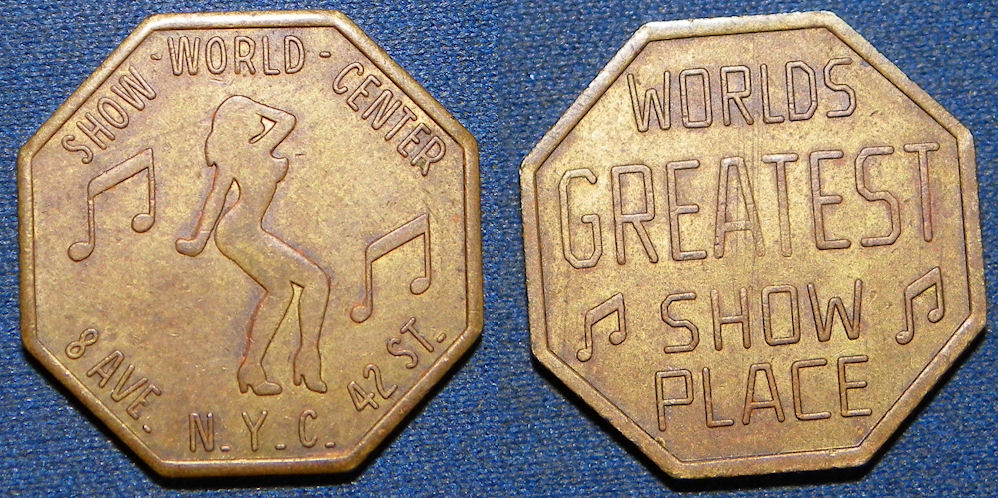 SHOW - WORLD - CENTER
8 AVE. N.Y.C. 42 ST.
WORLDS
GREATEST
SHOW
PLACE